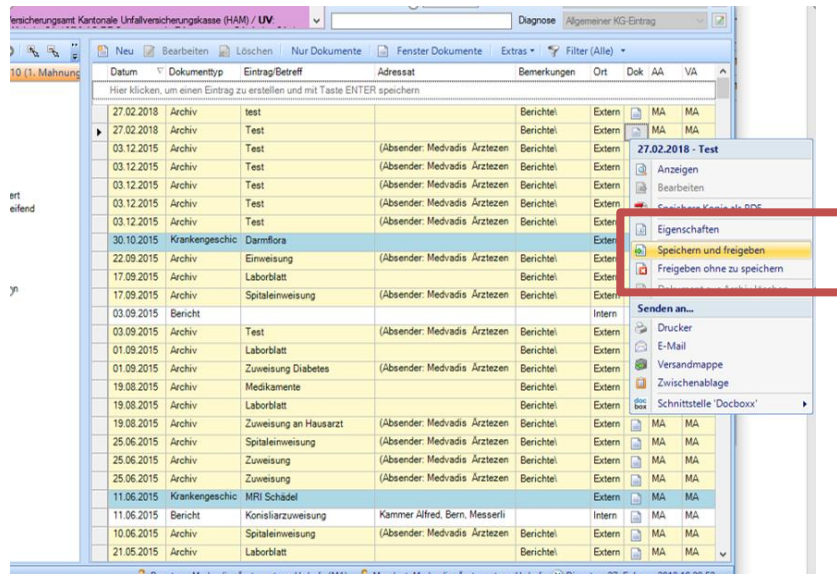 ersicherungsamt Kantonale Unfallversicherungskasse (HAM) / UV:
Diagnose Allgemeiner KG-Eintrag
Neu Bearbeiten Löschen Nur Dokumente Fenster Dokumente Extras Filter (Alle)
10 (1. Mahnung
Datum Dokumenttyp Eintrag/Betreff Adressat Bemerkungen Ort Dok AA VA
Hier klicken, um einen Eintrag zu erstellen und mit Taste ENTER speichern
27.02.2018 Archiv test Berichte\ Extern MA MA
27.02.2018 Archiv Test Berichte\ Extern MA MA
03.12.2015 Archiv Test (Absender: Medvadis Ärztezen Berichte\ Extern
03.12.2015 Archiv Test (Absender: Medvadis Ärztezen Berichte\ Extern
03.12.2015 Archiv Test (Absender: Medvadis Ärztezen Berichte\ Extern
03.12.2015 Archiv Test (Absender: Medvadis Ärztezen Berichte\ Extern
03.12.2015 Archiv Test (Absender: Medvadis Ärztezen Berichte\ Extern
30.10.2015 Krankengeschic Darmflora Extern
22.09.2015 Archiv Einweisung (Absender: Medvadis Ärztezen Berichte\ Extern
17.09.2015 Archiv Laborblatt Berichte\ Extern
17.09.2015 Archiv Spitaleinweisung (Absender: Medvadis Ärztezen Berichte\ Extern
03.09.2015 Bericht Intern
03.09.2015 Archiv Test (Absender: Medvadis Ärztezen Berichte\ Extern
01.09.2015 Archiv Laborblatt Berichte\ Extern
01.09.2015 Archiv Zuweisung Diabetes (Absender: Medvadis Ärztezen Berichte\ Extern
19.08.2015 Archiv Medikamente Berichte\ Extern
19.08.2015 Archiv Laborblatt Berichte\ Extern
19.08.2015 Archiv Zuweisung an Hausarzt (Absender: Medvadis Ärztezen Berichte\ Extern MA MA
25.06.2015 Archiv Spitaleinweisung (Absender: Medvadis Ärztezen Berichte\ Extern MA MA
25.06.2015 Archiv Zuweisung (Absender: Medvadis Ärztezen Berichte\ Extern MA MA
25.06.2015 Archiv Zuweisung (Absender: Medvadis Ärztezen Berichte\ Extern MA MA
11.06.2015 Krankengeschic MRI Schädel Extern MA MA
11.06.2015 Bericht Konisliarzuweisung Kammer Alfred, Bern, Messerli Intern MA MA
10.06.2015 Archiv Spitaleinweisung (Absender: Medvadis Ärztezen Berichte\ Extern MA MA
21.05.2015 Archiv Laborblatt Berichte\ Extern MA MA
ert
eifend
27.02.2018 - Test
Anzeigen
Bearbeiten
Speichere Kopie als PDF
Eigenschaften
Speichern und freigeben
Freigeben ohne zu speichern
Senden an...
Drucker
E-Mail
Versandmappe
Zwischenablage
doc box Schnittstelle 'Docboxx'